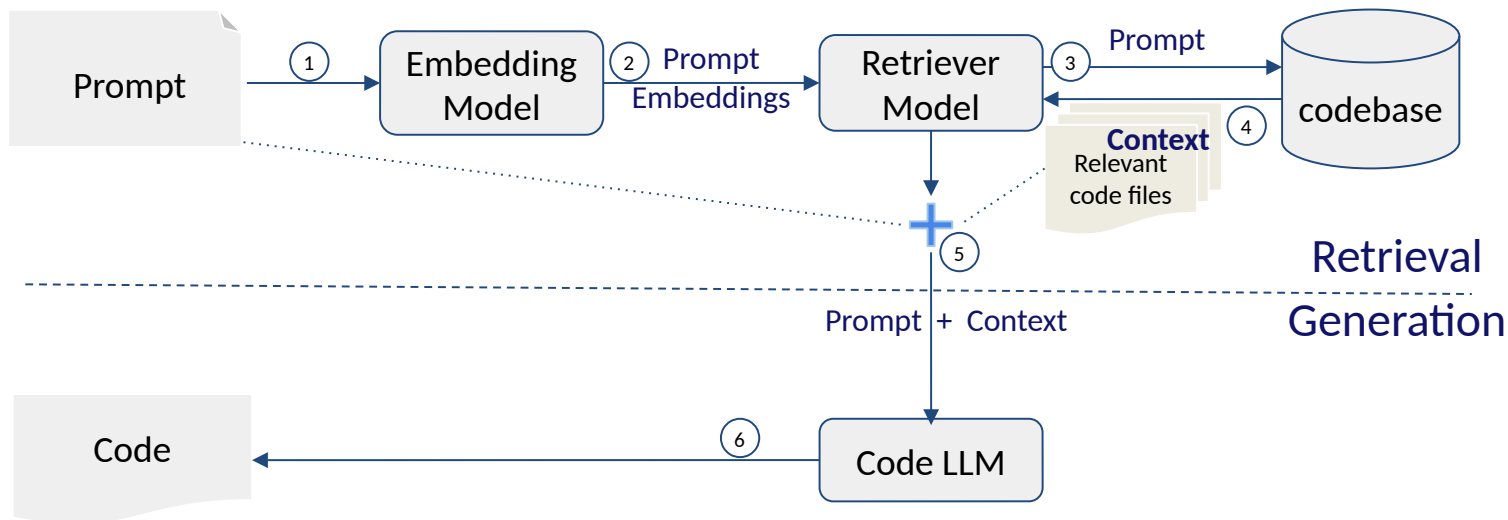 Prompt
1
Embedding
Model
2
Prompt
Embeddings
Retriever
Model
3
Prompt
codebase
4
Context
Relevant
code files
5
Retrieval
Generation
Prompt + Context
Code
6
Code LLM